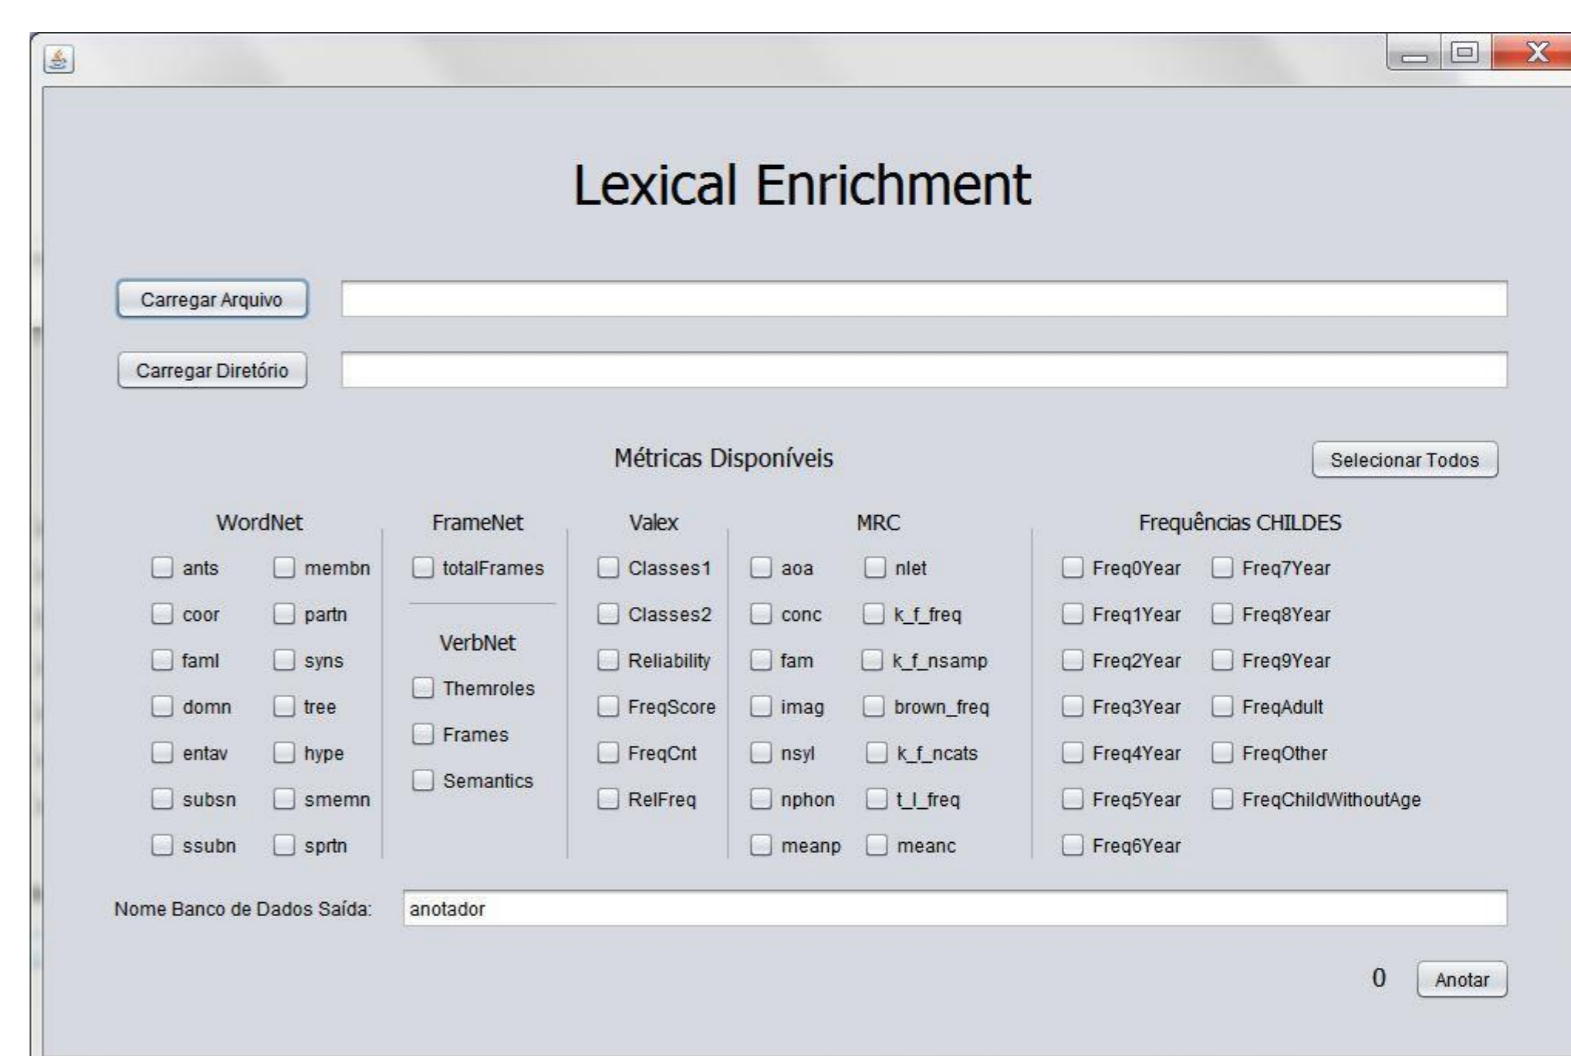 Lexical Enrichment
Carregar Arquivo
Carregar Diretório
Métricas Disponíveis
Selecionar Todos
WordNet FrameNet Valex MRC Frequências CHILDES
ants membn totalFrames Classes1 aoa nlet Freq0Year Freq7Year
coor partn Classes2 conc k_f_freq Freq1Year Freq8Year
VerbNet
faml syns Reliability fam k_f_nsamp Freq2Year Freq9Year
Themroles
domn tree FreqScore imag brown_freq Freq3Year FreqAdult
Frames
entav hype FreqCnt nsyl k_f_ncats Freq4Year FreqOther
Semantics
subsn smemn RelFreq nphon t_l_freq Freq5Year FreqChildWithoutAge
ssubn sprtn meanp meanc Freq6Year
Nome Banco de Dados Saída: anotador
0 Anotar